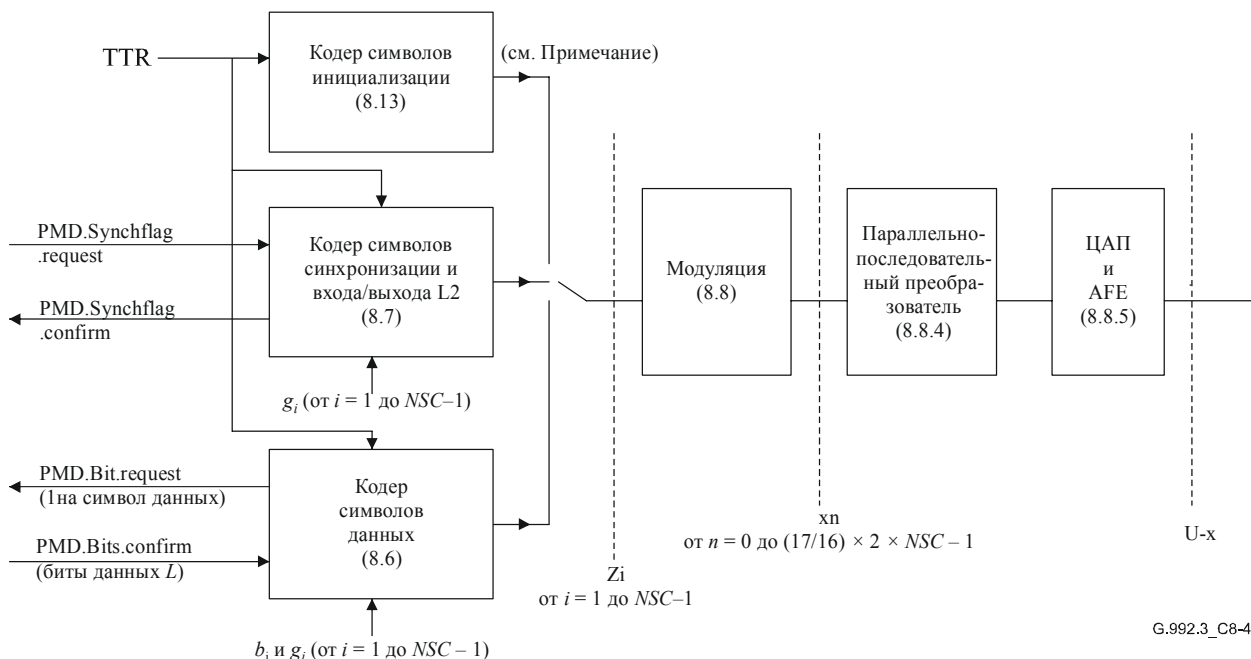 TTR
Кодер символов
инициализации
(8.13)
(см. Примечание)
PMD.Synchflag
.request
PMD.Synchflag
.confirm
Кодер символов
синхронизации и
входа/выхода L2
(8.7)
g_i (от i = 1 до NSC–1)
PMD.Bit.request
(1на символ данных)
PMD.Bits.confirm
(биты данных L)
Кодер
символов
данных
(8.6)
b_i и g_i (от i = 1 до NSC – 1)
Zi
от i = 1 до NSC–1
Модуляция
(8.8)
xn
от n = 0 до (17/16) × 2 × NSC – 1
Параллельно-
последователь-
ный преобра-
зователь
(8.8.4)
ЦАП
и
AFE
(8.8.5)
U-x
G.992.3_C8-4